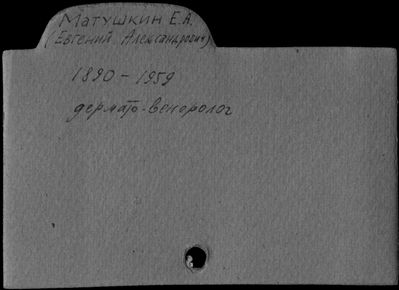 Матушкин Е.А.
(Евгений Александрович)
1890-1959
дермато-венеролог